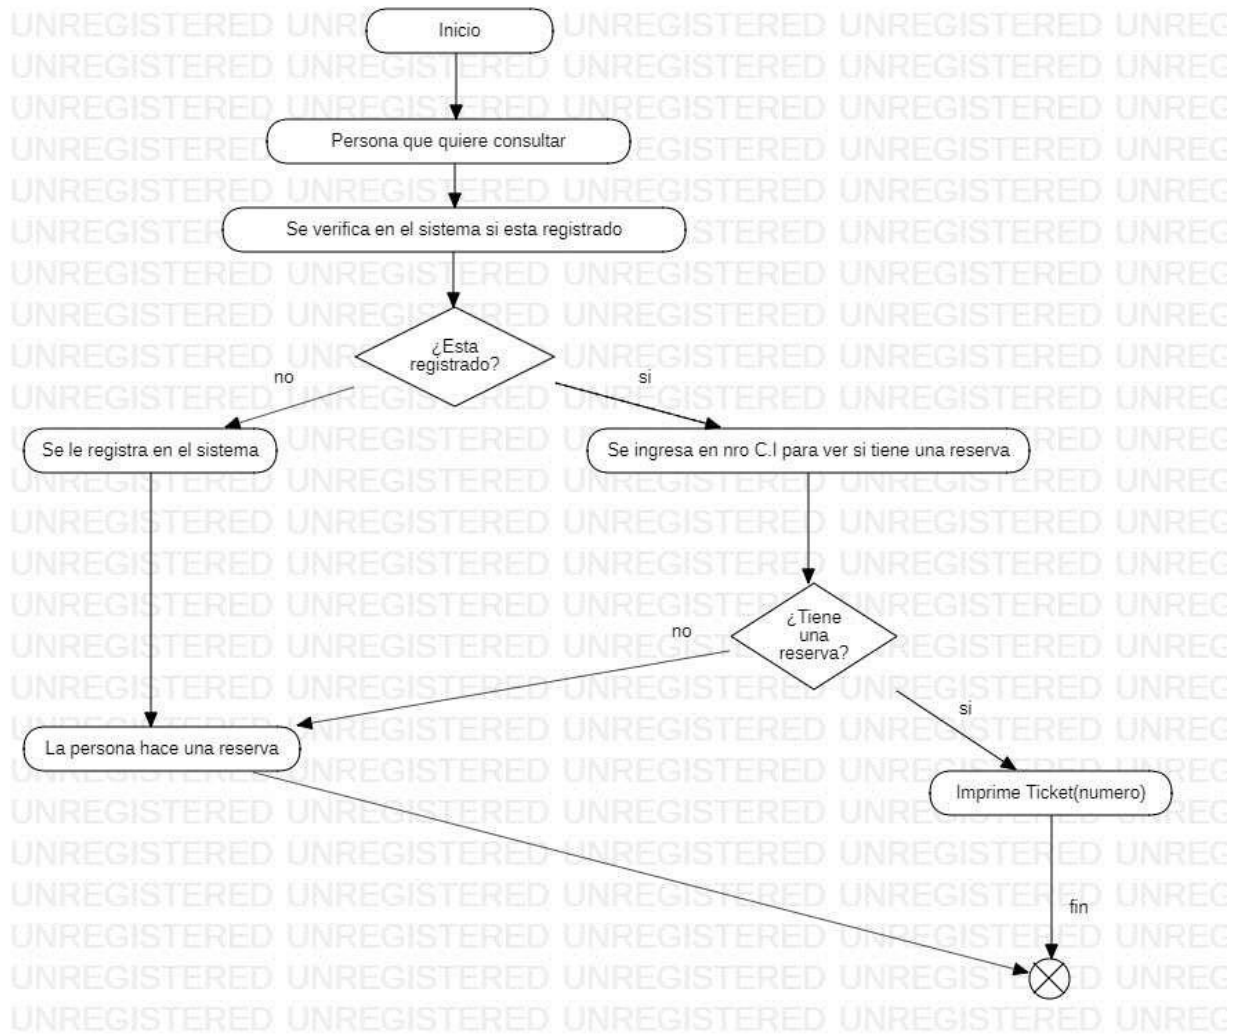 Inicio
Persona que quiere consultar
Se verifica en el sistema si esta registrado
¿Esta
registrado?
no
si
Se le registra en el sistema
Se ingresa en nro C.I para ver si tiene una reserva
¿Tiene
una
reserva?
no
si
La persona hace una reserva
Imprime Ticket(numero)
fin
UNREGISTERED UNREGISTERED UNREGISTERED UNREGISTERED UNREG